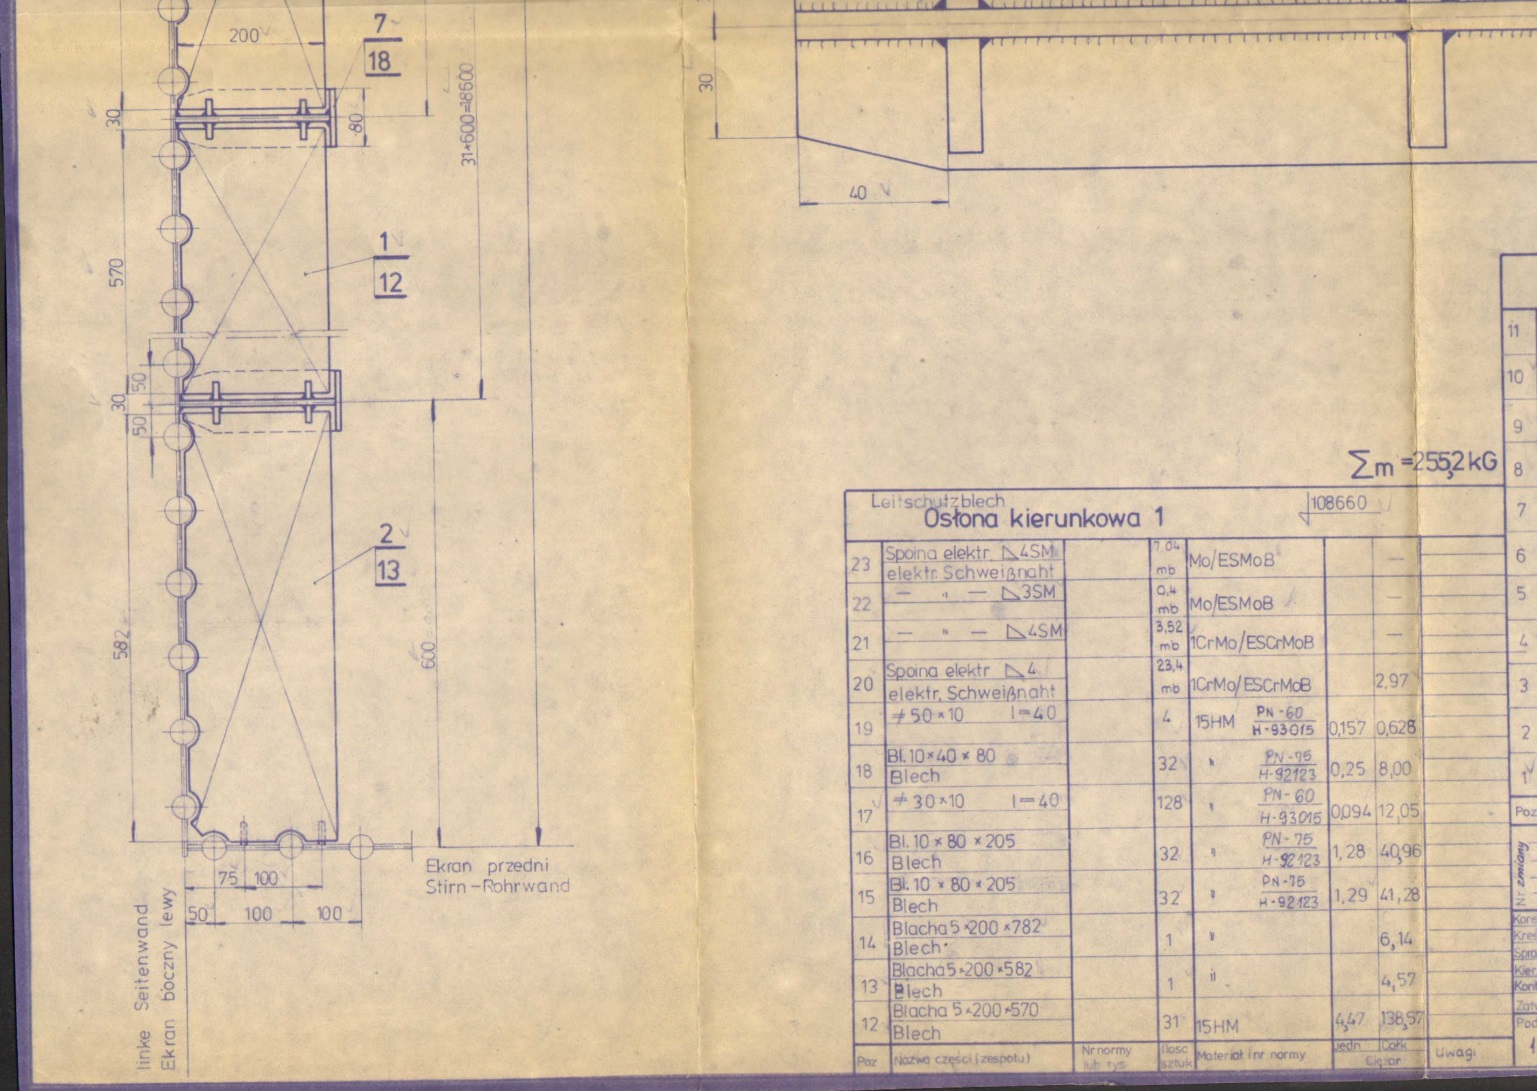 200
7
18
30
80
31×600=18600
30
40
1
12
570
50
30
50
2
13
582
600
75 100
50 100 100
Ekran przedni
Stirn-Rohrwand
linke Seitenwand
Ekran boczny lewy
Σm = 255,2 kG
Leitschutzblech
Osłona kierunkowa 1
108660
23 Spoina elektr. ◺4SM 7,04 mb Mo/ESMoB —
elektr. Schweißnaht
22 — " — ◺3SM 0,4 mb Mo/ESMoB —
21 — " — ◺4SM 3,52 mb 1CrMo/ESCrMoB —
20 Spoina elektr ◺4 23,4 mb 1CrMo/ESCrMoB 2,97
elektr. Schweißnaht
19 ≠50×10 l=40 4 15HM PN-60/H-93015 0,157 0,628
18 Bl. 10×40×80 32 " PN-75/H-92123 0,25 8,00
Blech
17 ≠30×10 l=40 128 " PN-60/H-93015 0,094 12,05
16 Bl. 10×80×205 32 " PN-75/H-92123 1,28 40,96
Blech
15 Bl. 10×80×205 32 " PN-75/H-92123 1,29 41,28
Blech
14 Blacha 5×200×782 1 " 6,14
Blech
13 Blacha 5×200×582 1 " 4,57
Blech
12 Blacha 5×200×570 31 15HM 4,47 138,57
Blech
Poz Nazwa części (zespołu) Nr normy lub rys. Ilość sztuk Materiał i nr normy Jedn. Całk. Ciężar Uwagi
11
10
9
8
7
6
5
4
3
2
1
Poz
Nr zmiany